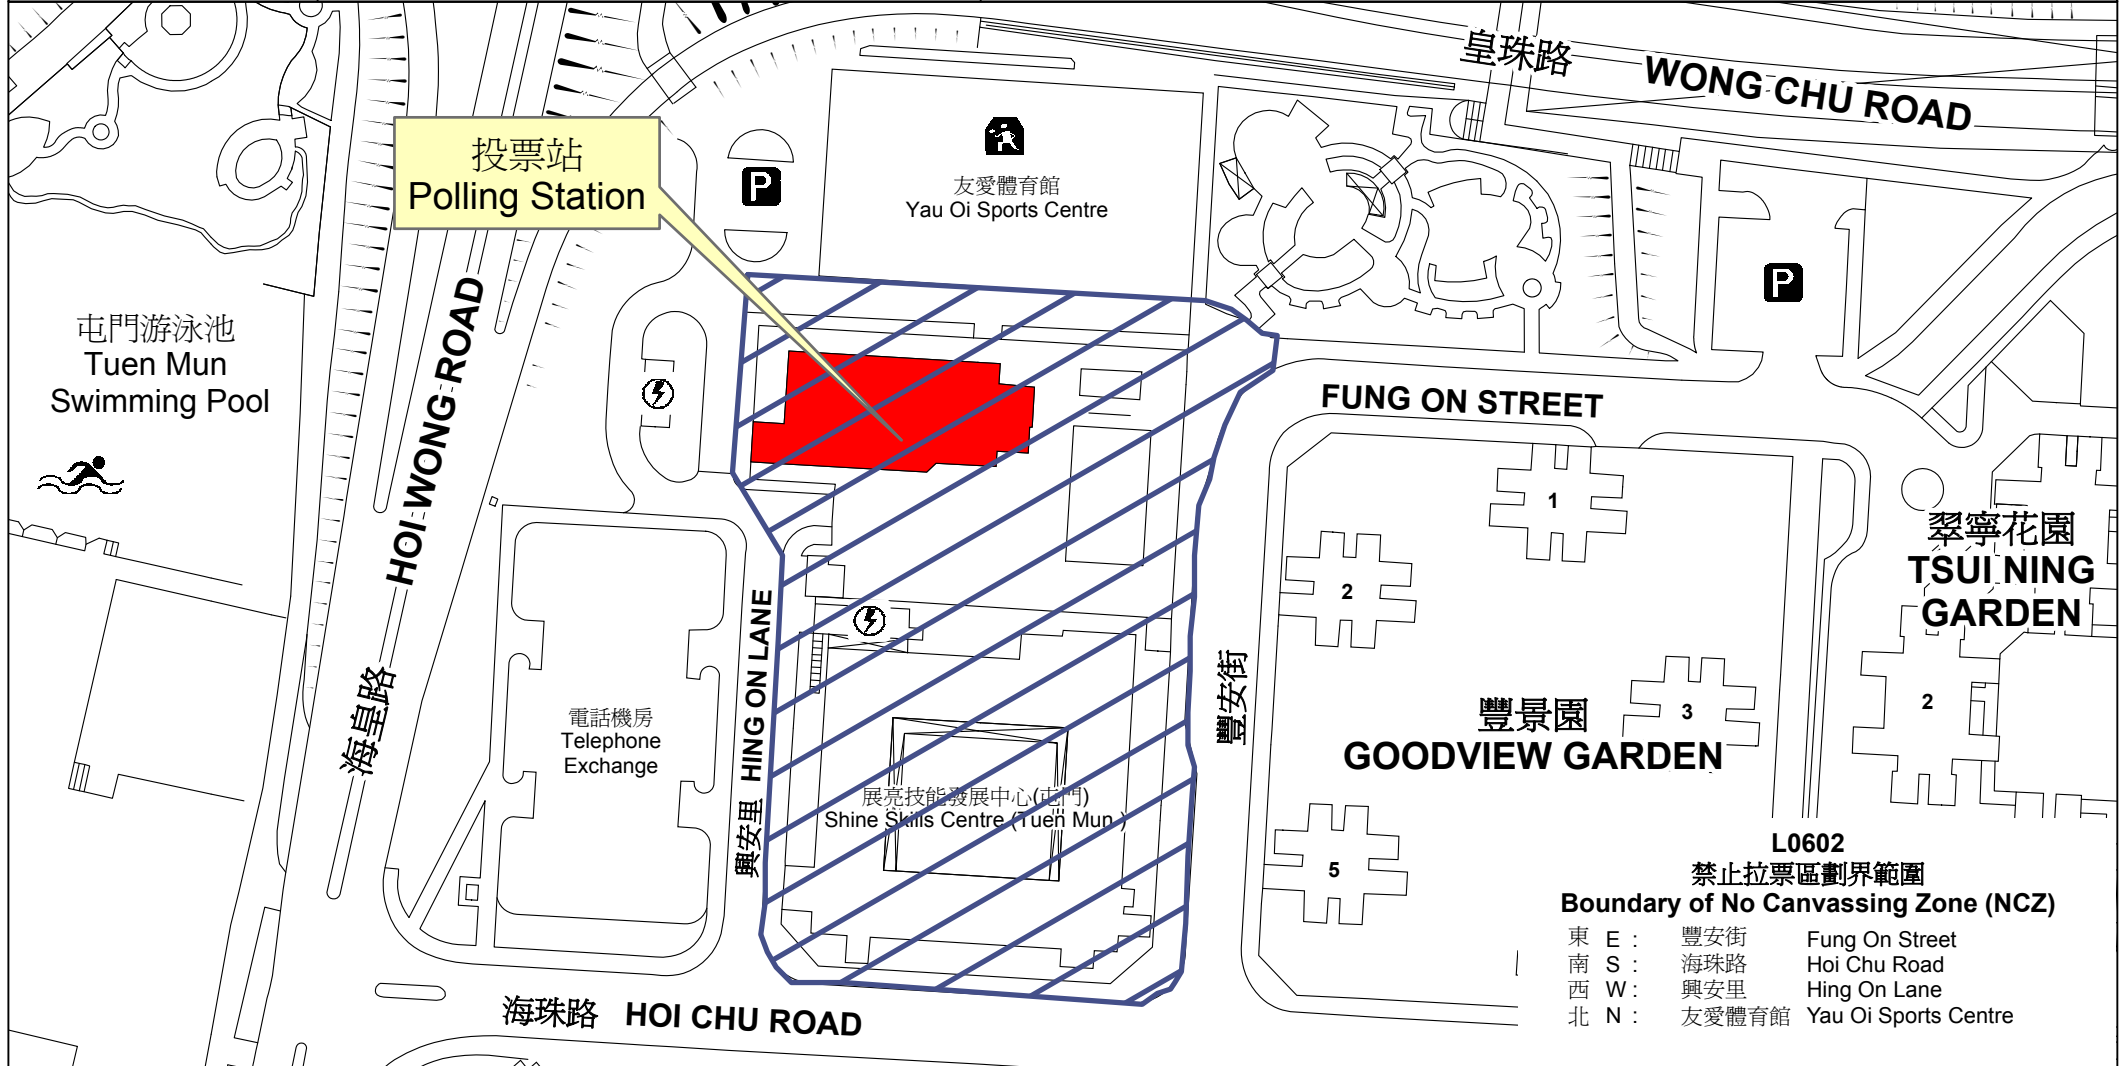 皇珠路 WONG CHU ROAD
投票站
Polling Station
P
友愛體育館
Yau Oi Sports Centre
P
屯門游泳池
Tuen Mun
Swimming Pool
海皇路 HOI WONG ROAD
FUNG ON STREET
豐安街
1
2
3
5
豐景園
GOODVIEW GARDEN
翠寧花園
TSUI NING
GARDEN
2
電話機房
Telephone
Exchange
興安里 HING ON LANE
展亮技能發展中心(屯門)
Shine Skills Centre (Tuen Mun )
海珠路 HOI CHU ROAD
L0602
禁止拉票區劃界範圍
Boundary of No Canvassing Zone (NCZ)
東 E : 豐安街 Fung On Street
南 S : 海珠路 Hoi Chu Road
西 W : 興安里 Hing On Lane
北 N : 友愛體育館 Yau Oi Sports Centre